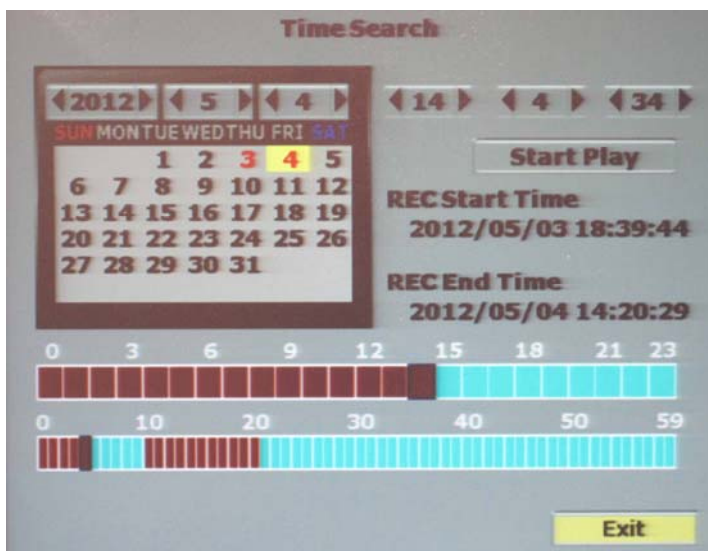 Time Search
2012 5 4 14 4 34
SUN MON TUE WED THU FRI SAT
1 2 3 4 5
6 7 8 9 10 11 12
13 14 15 16 17 18 19
20 21 22 23 24 25 26
27 28 29 30 31
Start Play
REC Start Time
2012/05/03 18:39:44
REC End Time
2012/05/04 14:20:29
0 3 6 9 12 15 18 21 23
0 10 20 30 40 50 59
Exit